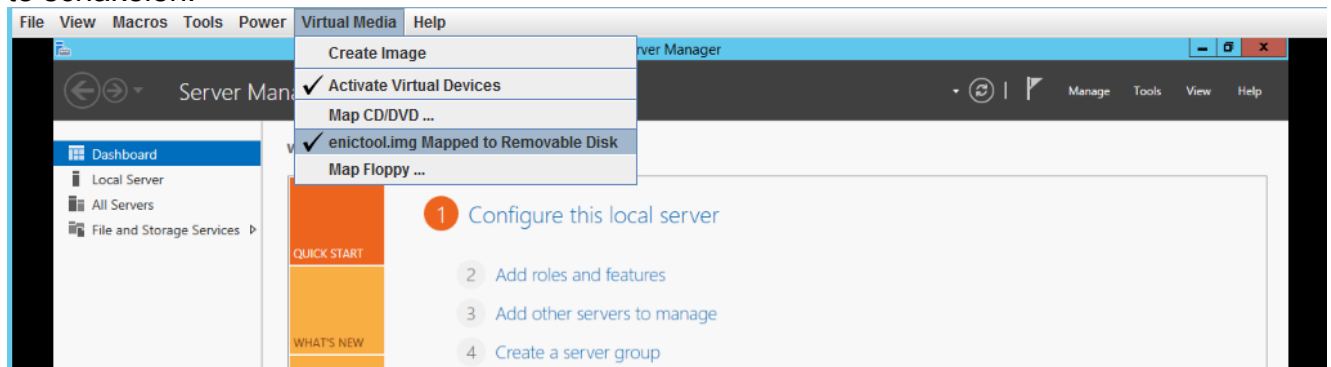 to schakelen.
File View Macros Tools Power Virtual Media Help
Create Image
rver Manager
Server Mana
✓ Activate Virtual Devices
Manage Tools View Help
Map CD/DVD ...
✓ enictool.img Mapped to Removable Disk
Map Floppy ...
Dashboard
Local Server
All Servers
File and Storage Services
QUICK START
WHAT'S NEW
1 Configure this local server
2 Add roles and features
3 Add other servers to manage
4 Create a server group